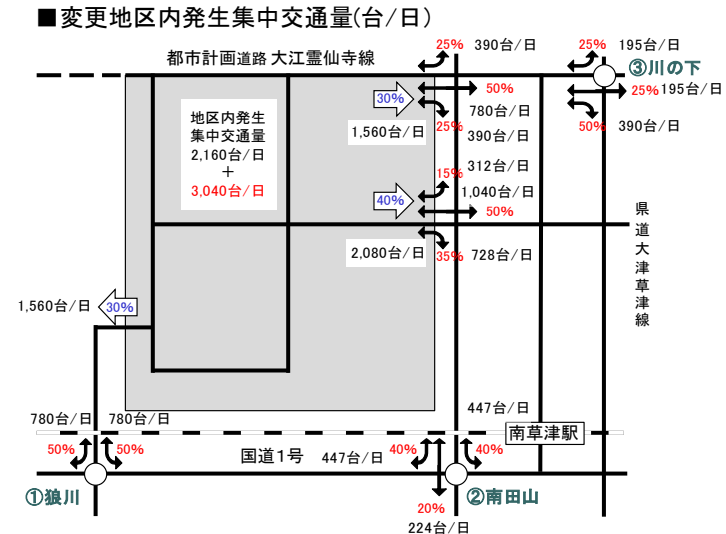 ■変更地区内発生集中交通量(台/日)
都市計画道路 大江霊仙寺線
25% 390台/日
25% 195台/日
③川の下
地区内発生
集中交通量
2,160台/日
+
3,040台/日
30%
1,560台/日
50%
780台/日
25%
390台/日
25% 195台/日
50% 390台/日
15% 312台/日
40%
1,040台/日
50%
2,080台/日
35% 728台/日
県道大津草津線
1,560台/日
30%
780台/日 780台/日
50% 50%
447台/日
南草津駅
国道1号 447台/日
40% 40%
①狼川
②南田山
20%
224台/日